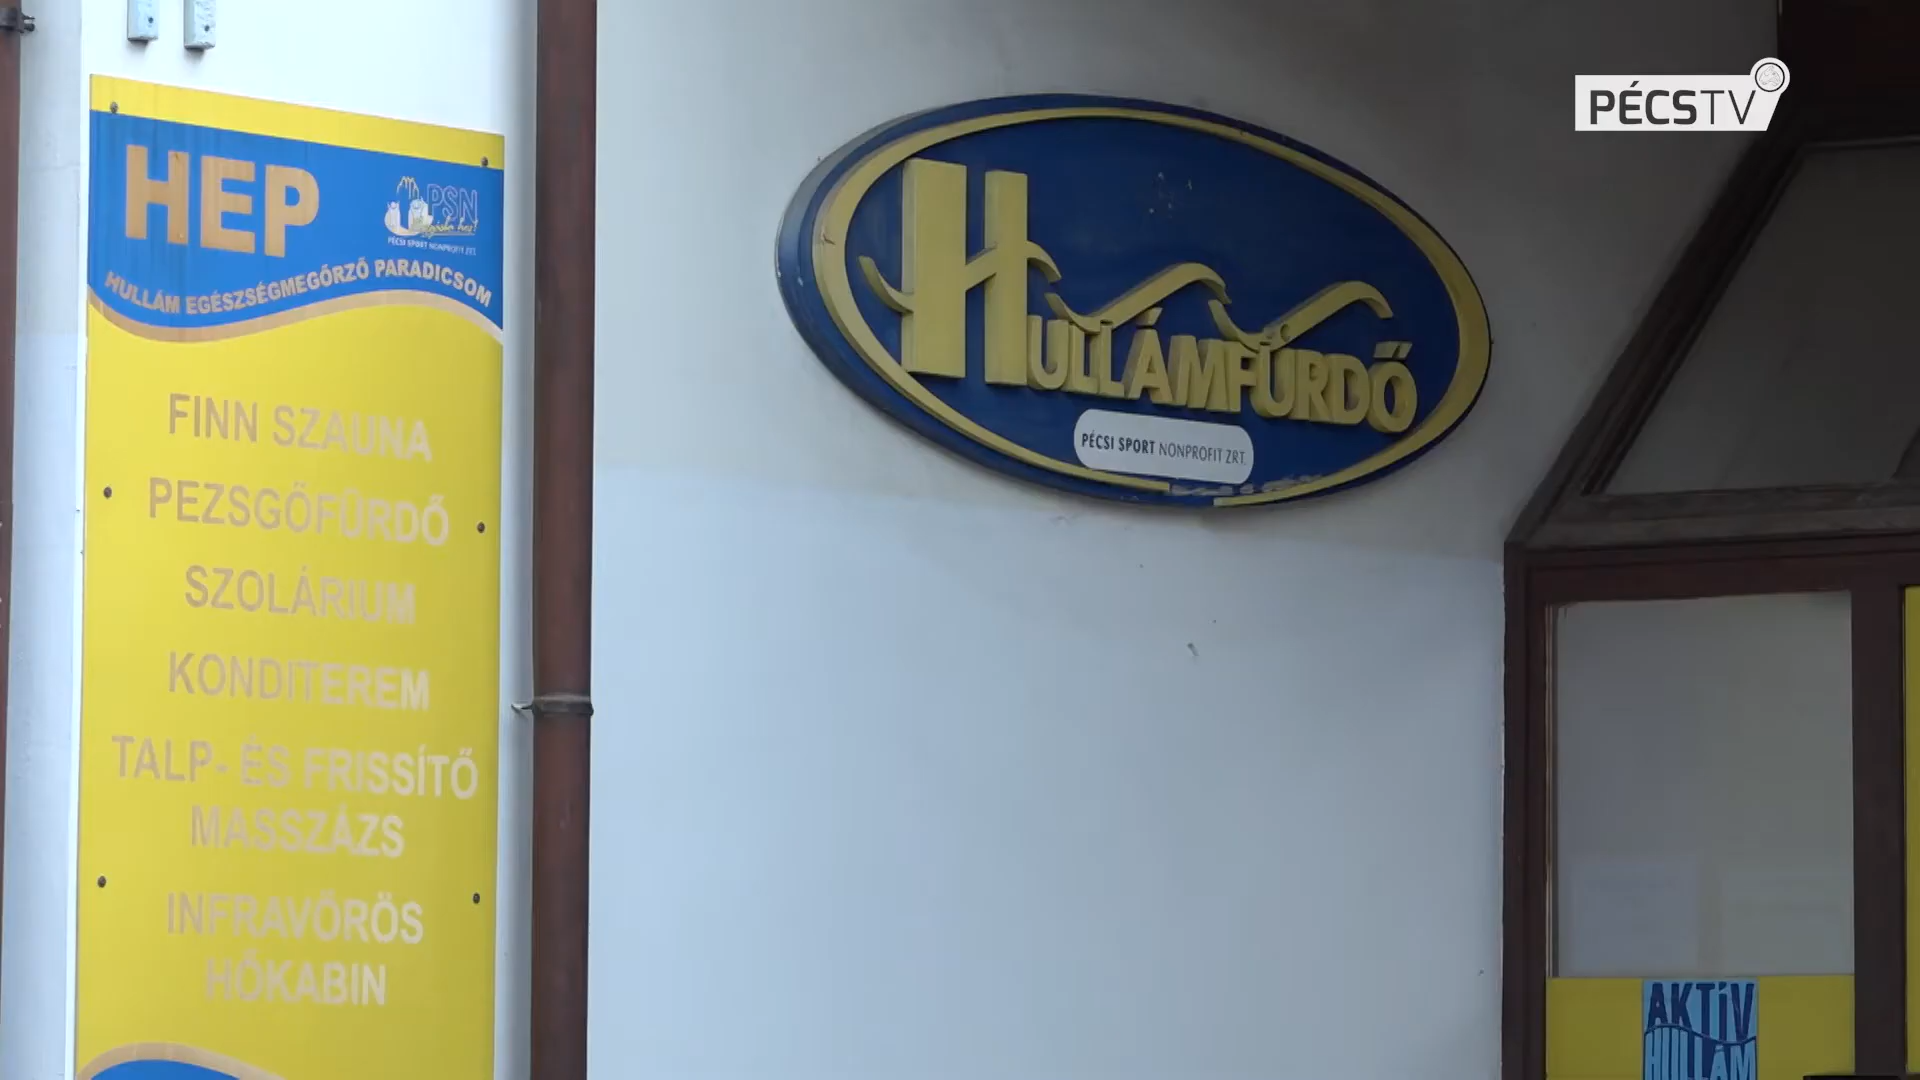 HEP
PSN
PÉCSI SPORT NONPROFIT ZRT.
HULLÁM EGÉSZSÉGMEGŐRZŐ PARADICSOM
FINN SZAUNA
PEZSGŐFÜRDŐ
SZOLÁRIUM
KONDITEREM
TALP- ÉS FRISSÍTŐ
MASSZÁZS
INFRAVÖRÖS
HŐKABIN
HULLÁMFÜRDŐ
PÉCSI SPORT NONPROFIT ZRT.
PÉCSTV
AKTÍV
HULLÁM